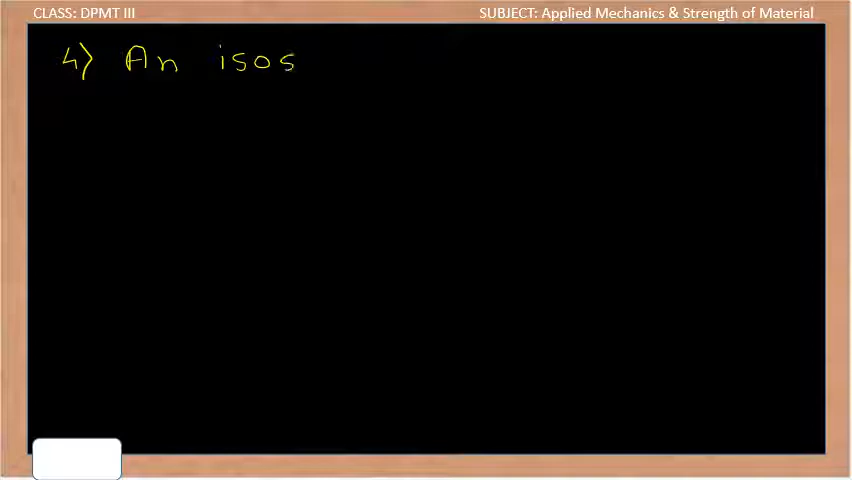 CLASS: DPMT III
SUBJECT: Applied Mechanics & Strength of Material
4) An isos